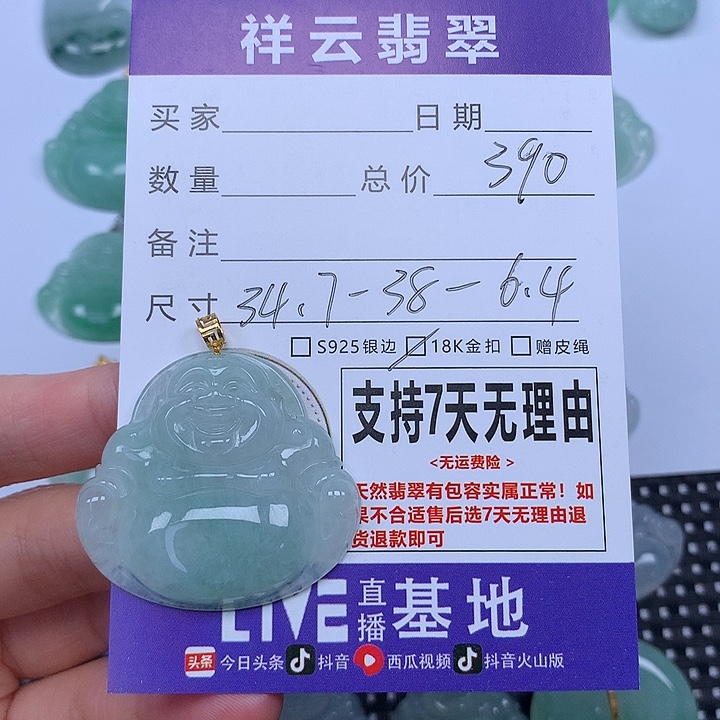 祥云翡翠
买家 日期
数量 总价 390
备注
尺寸 34.7-38-6.4
S925银边 18K金扣 赠皮绳
支持7天无理由
<无运费险>
天然翡翠有包容实属正常！如
果不合适售后选7天无理由退
货退款即可
LIVE 直播 基地
头条 今日头条 抖音 西瓜视频 抖音火山版